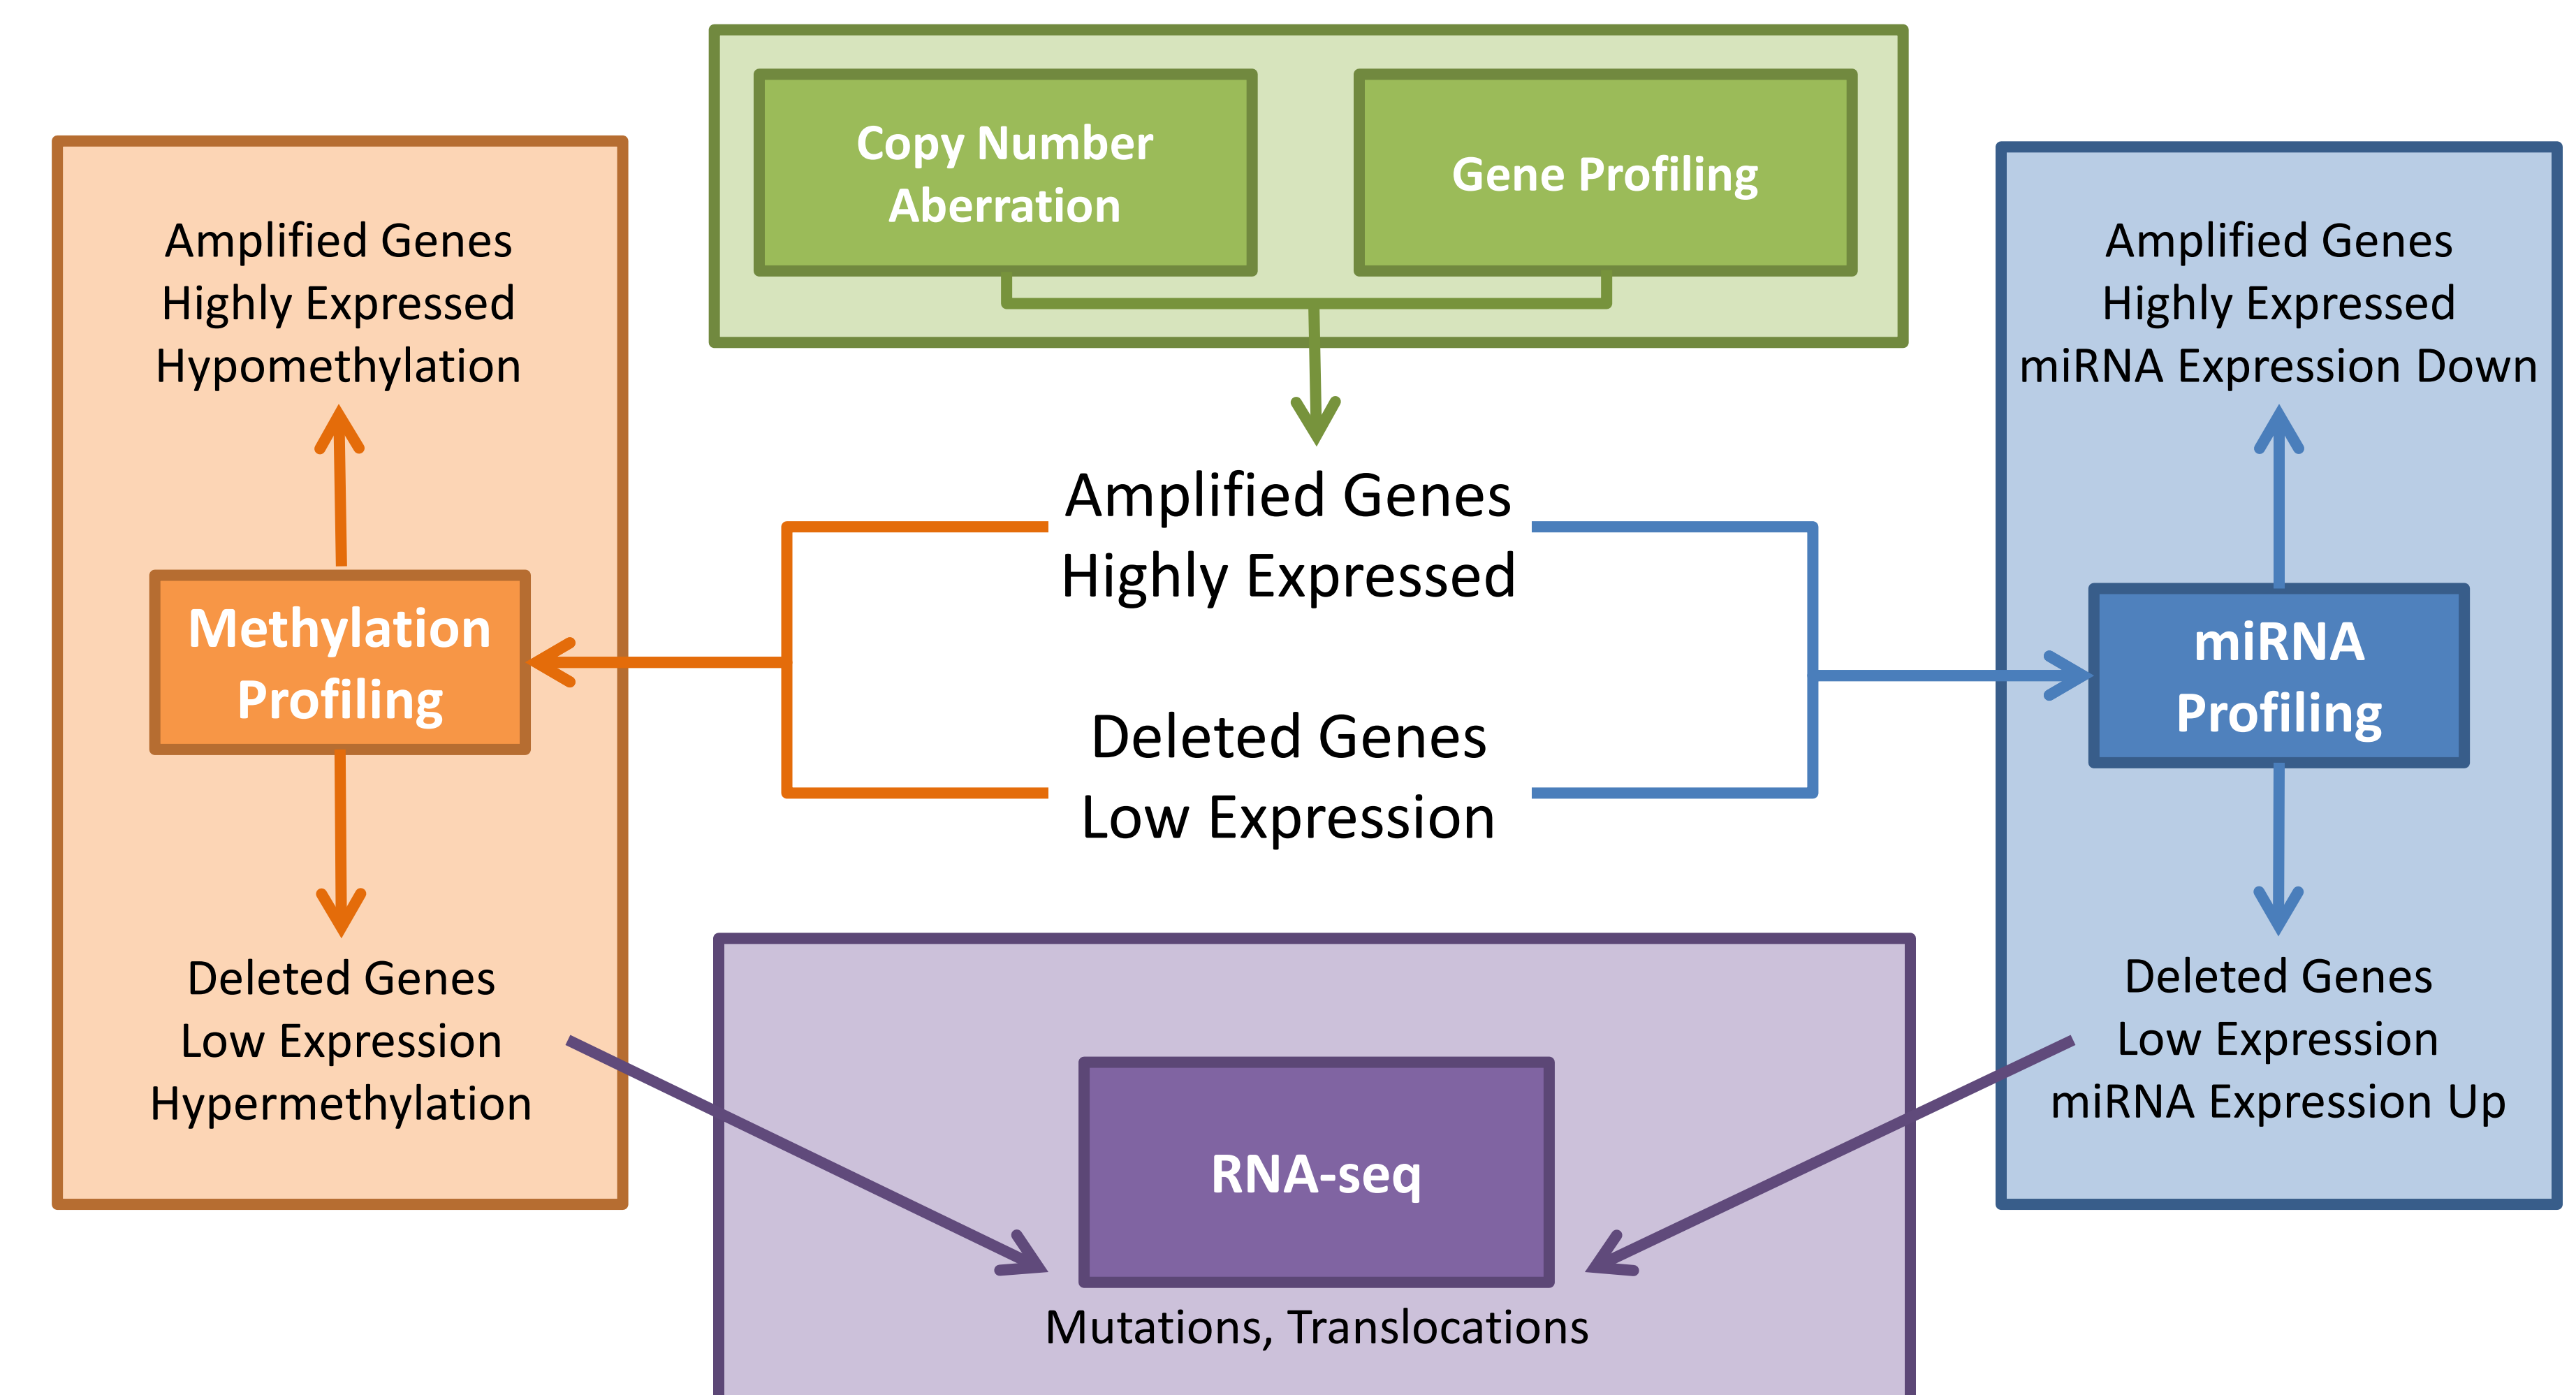 Copy Number
Aberration
Gene Profiling
Amplified Genes
Highly Expressed
Hypomethylation
Methylation
Profiling
Deleted Genes
Low Expression
Hypermethylation
Amplified Genes
Highly Expressed
Deleted Genes
Low Expression
Amplified Genes
Highly Expressed
miRNA Expression Down
miRNA
Profiling
Deleted Genes
Low Expression
miRNA Expression Up
RNA-seq
Mutations, Translocations